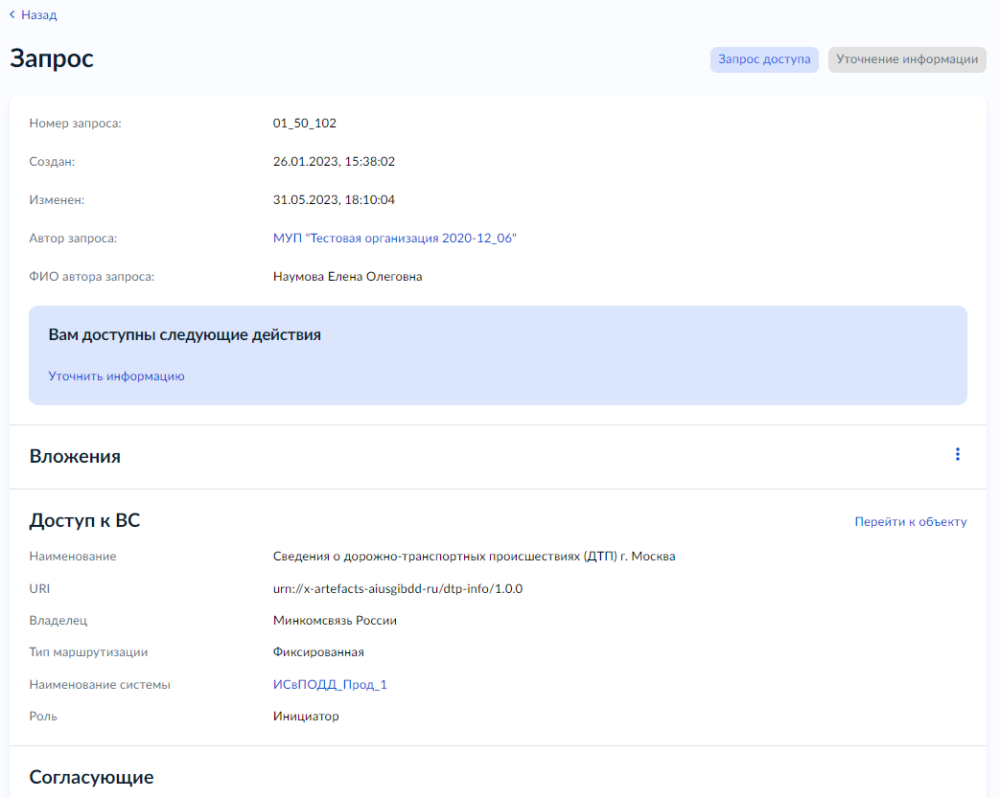 Назад
Запрос
Запрос доступа
Уточнение информации
Номер запроса: 01_50_102
Создан: 26.01.2023, 15:38:02
Изменен: 31.05.2023, 18:10:04
Автор запроса: МУП "Тестовая организация 2020-12_06"
ФИО автора запроса: Наумова Елена Олеговна
Вам доступны следующие действия
Уточнить информацию
Вложения
Доступ к ВС
Перейти к объекту
Наименование Сведения о дорожно-транспортных происшествиях (ДТП) г. Москва
URI urn://x-artefacts-aiusgibdd-ru/dtp-info/1.0.0
Владелец Минкомсвязь России
Тип маршрутизации Фиксированная
Наименование системы ИСвПОДД_Прод_1
Роль Инициатор
Согласующие